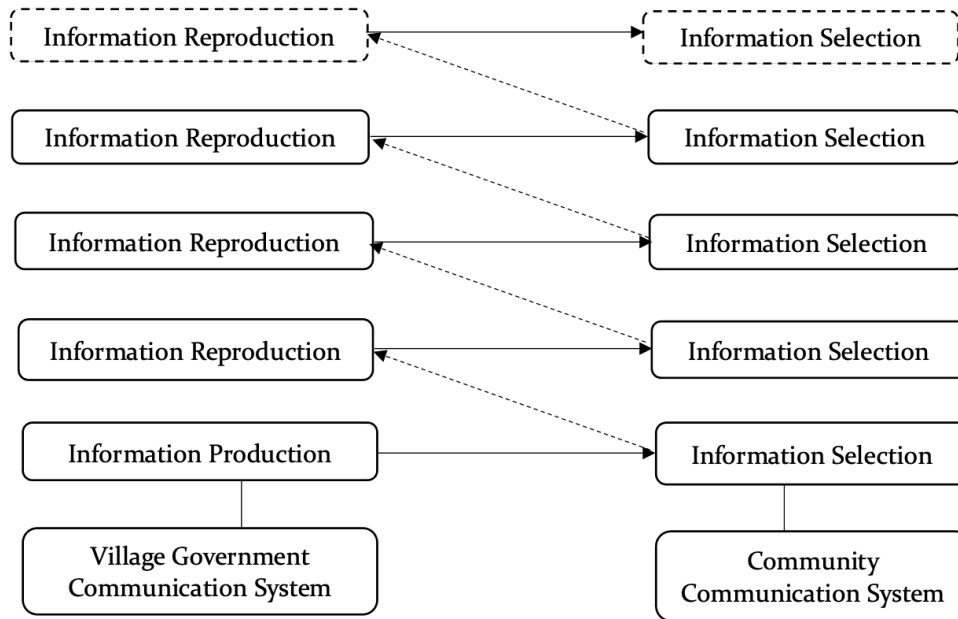 Information Reproduction
Information Selection
Information Reproduction
Information Selection
Information Reproduction
Information Selection
Information Reproduction
Information Selection
Information Production
Information Selection
Village Government
Communication System
Community
Communication System